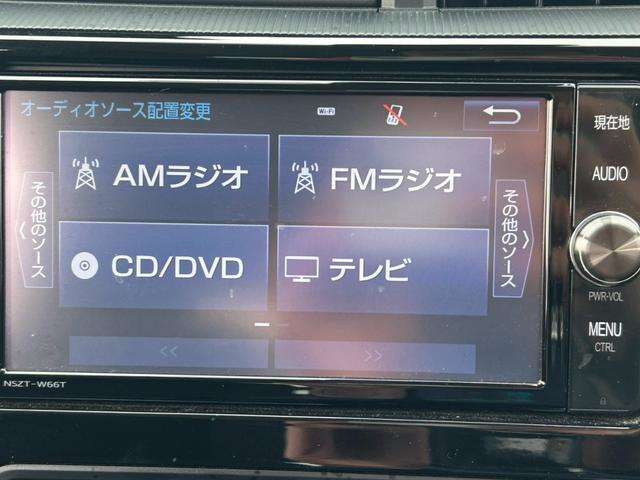 オーディオソース配置変更
Wi-Fi
現在地
AMラジオ
FMラジオ
AUDIO
その他のソース
その他のソース
CD/DVD
テレビ
PWR-VOL
MENU
CTRL
<<
>>
NSZT-W66T